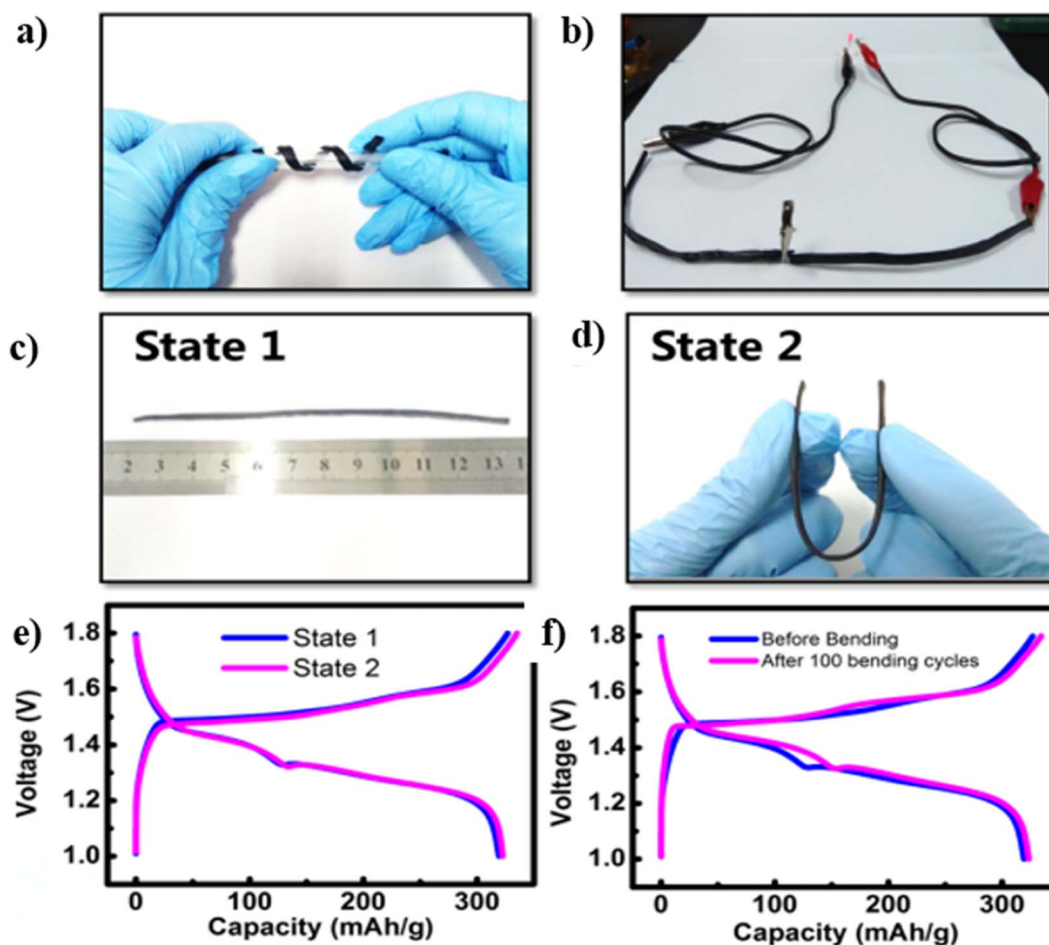 a)
b)
c)
State 1
2 3 4 5 6 7 8 9 10 11 12 13 1
d)
State 2
e)
1.8
1.6
1.4
1.2
1.0
Voltage (V)
State 1
State 2
0 100 200 300
Capacity (mAh/g)
f)
1.8
1.6
1.4
1.2
1.0
Voltage (V)
Before Bending
After 100 bending cycles
0 100 200 300
Capacity (mAh/g)